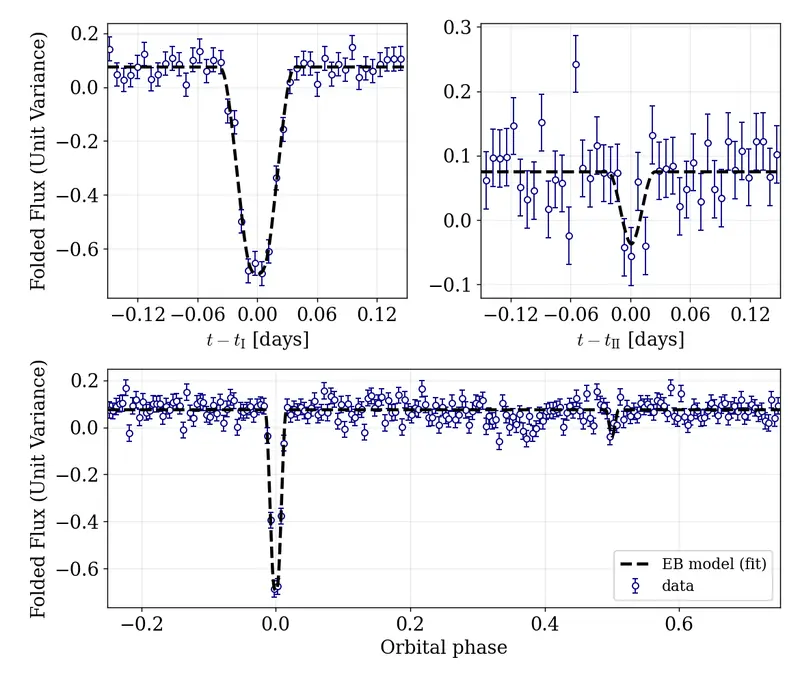 Folded Flux (Unit Variance)
0.2
0.0
−0.2
−0.4
−0.6
−0.12 −0.06 0.00 0.06 0.12
t − tI [days]
0.3
0.2
0.1
0.0
−0.1
−0.12 −0.06 0.00 0.06 0.12
t − tII [days]
Folded Flux (Unit Variance)
0.2
0.0
−0.2
−0.4
−0.6
−0.2 0.0 0.2 0.4 0.6
Orbital phase
EB model (fit)
data